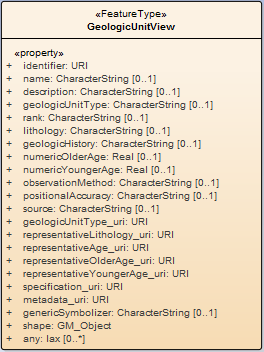 «FeatureType»
GeologicUnitView
«property»
+ identifier: URI
+ name: CharacterString [0..1]
+ description: CharacterString [0..1]
+ geologicUnitType: CharacterString [0..1]
+ rank: CharacterString [0..1]
+ lithology: CharacterString [0..1]
+ geologicHistory: CharacterString [0..1]
+ numericOlderAge: Real [0..1]
+ numericYoungerAge: Real [0..1]
+ observationMethod: CharacterString [0..1]
+ positionalAccuracy: CharacterString [0..1]
+ source: CharacterString [0..1]
+ geologicUnitType_uri: URI
+ representativeLithology_uri: URI
+ representativeAge_uri: URI
+ representativeOlderAge_uri: URI
+ representativeYoungerAge_uri: URI
+ specification_uri: URI
+ metadata_uri: URI
+ genericSymbolizer: CharacterString [0..1]
+ shape: GM_Object
+ any: lax [0..*]